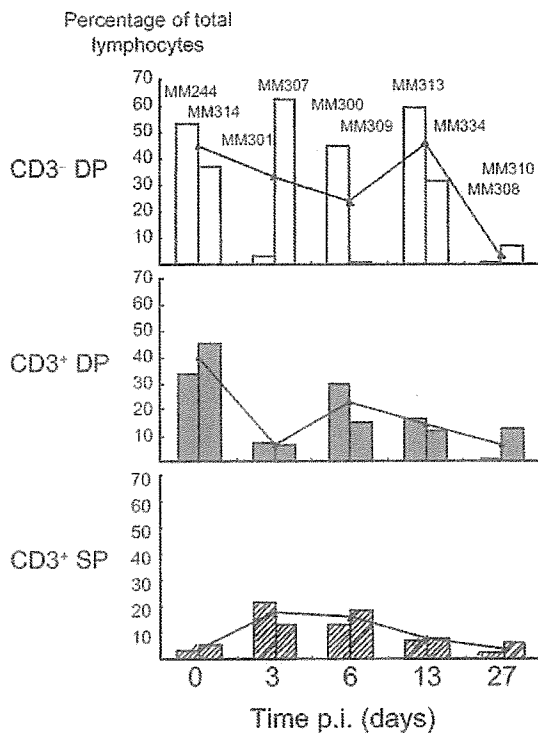 Percentage of total
lymphocytes
70
60
50
40
30
20
10
MM244
MM314
MM301
MM307
MM300
MM309
MM313
MM334
MM310
MM308
CD3⁻ DP
70
60
50
40
30
20
10
CD3⁺ DP
70
60
50
40
30
20
10
CD3⁺ SP
0 3 6 13 27
Time p.i. (days)